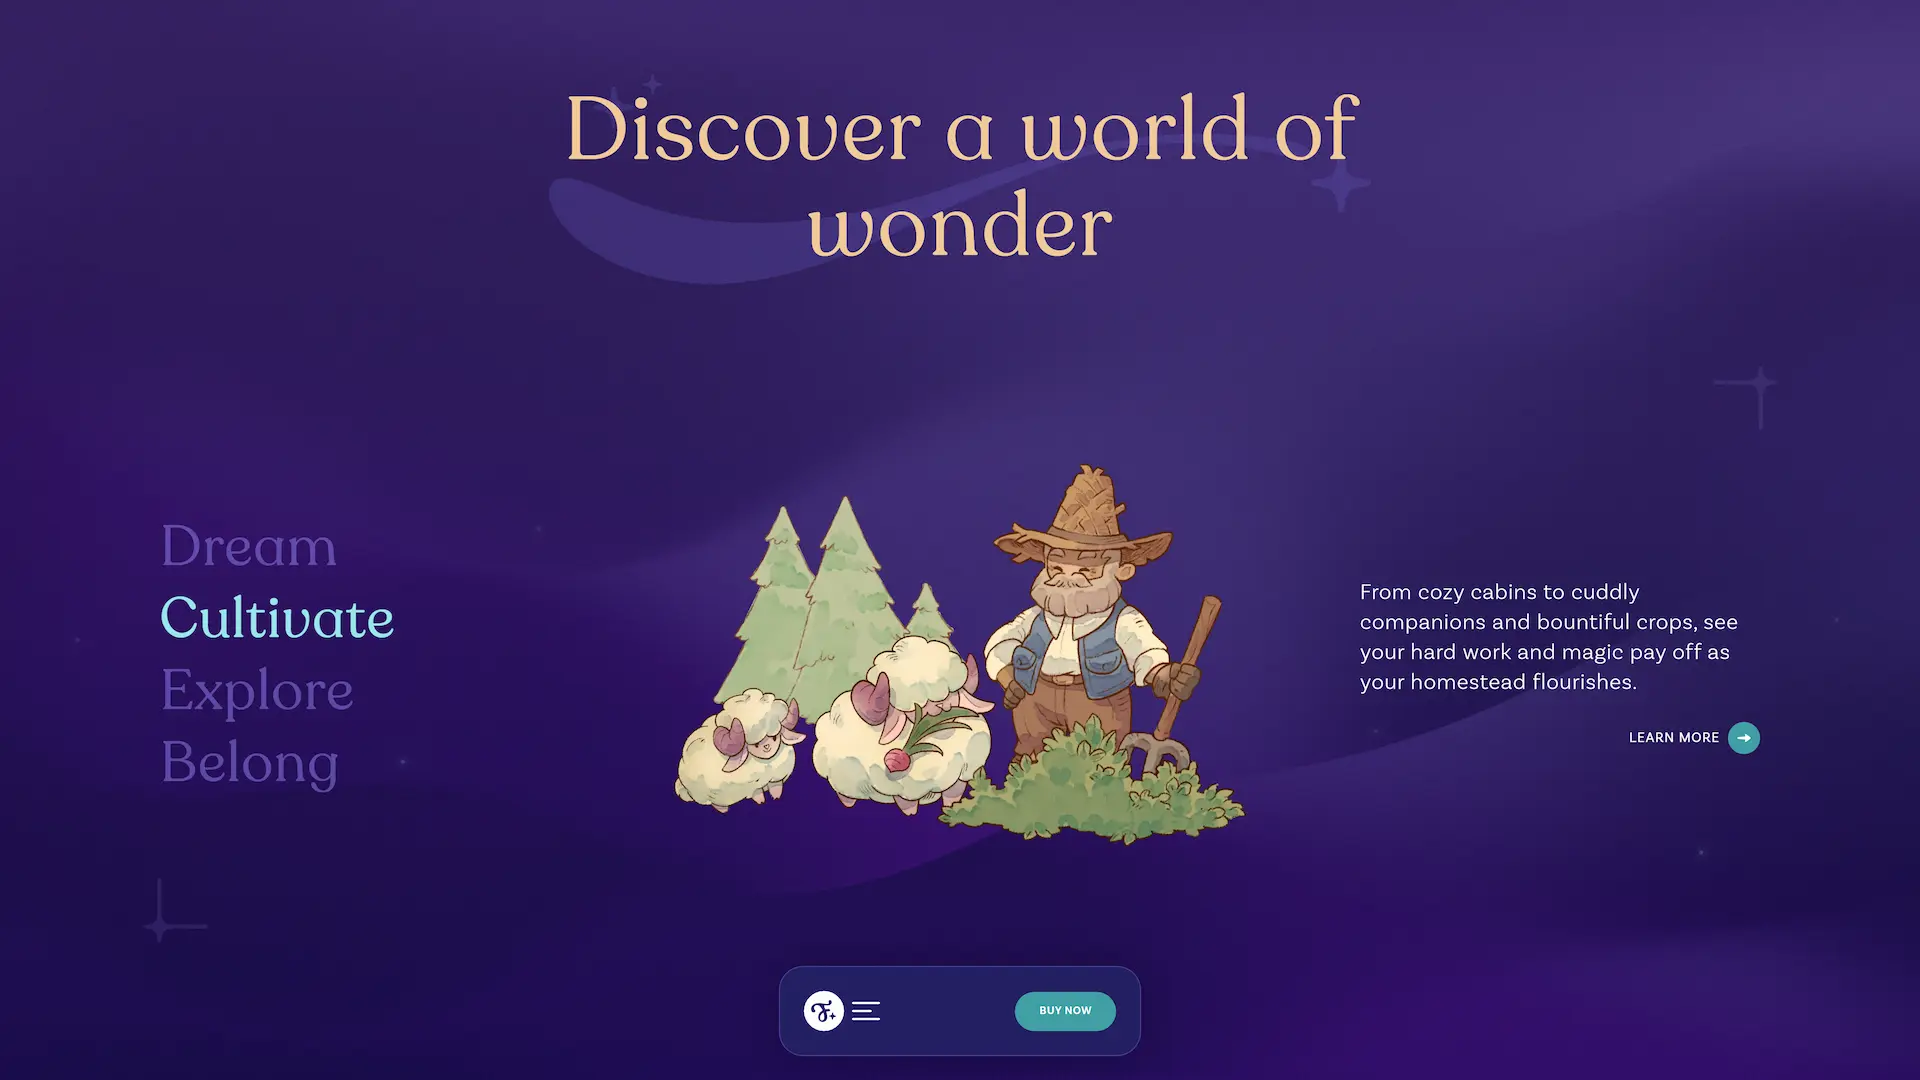 Discover a world of
wonder
Dream
Cultivate
Explore
Belong
From cozy cabins to cuddly
companions and bountiful crops, see
your hard work and magic pay off as
your homestead flourishes.
LEARN MORE
BUY NOW